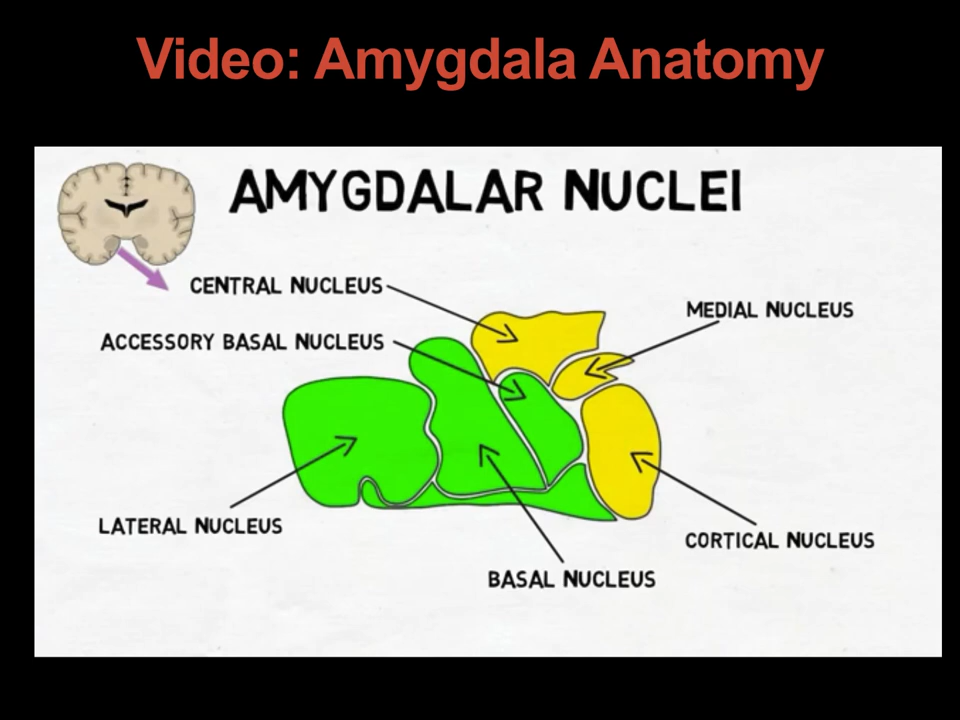 Video: Amygdala Anatomy
AMYGDALAR NUCLEI
CENTRAL NUCLEUS
MEDIAL NUCLEUS
ACCESSORY BASAL NUCLEUS
LATERAL NUCLEUS
CORTICAL NUCLEUS
BASAL NUCLEUS